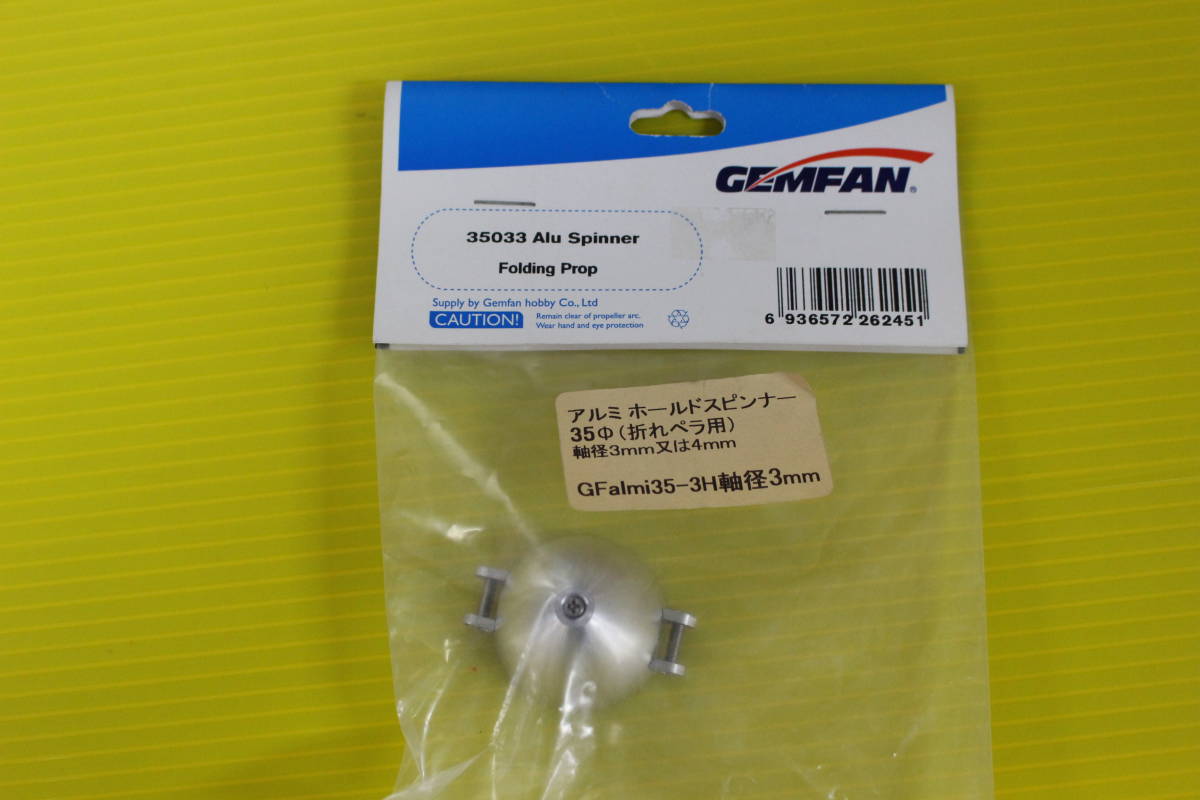 GEMFAN®
35033 Alu Spinner
Folding Prop
Supply by Gemfan hobby Co., Ltd
CAUTION!
Remain clear of propeller arc.
Wear hand and eye protection
6 936572 262451
アルミ ホールドスピンナー
35Φ(折れペラ用)
軸径3mm又は4mm
GFalmi35-3H軸径3mm